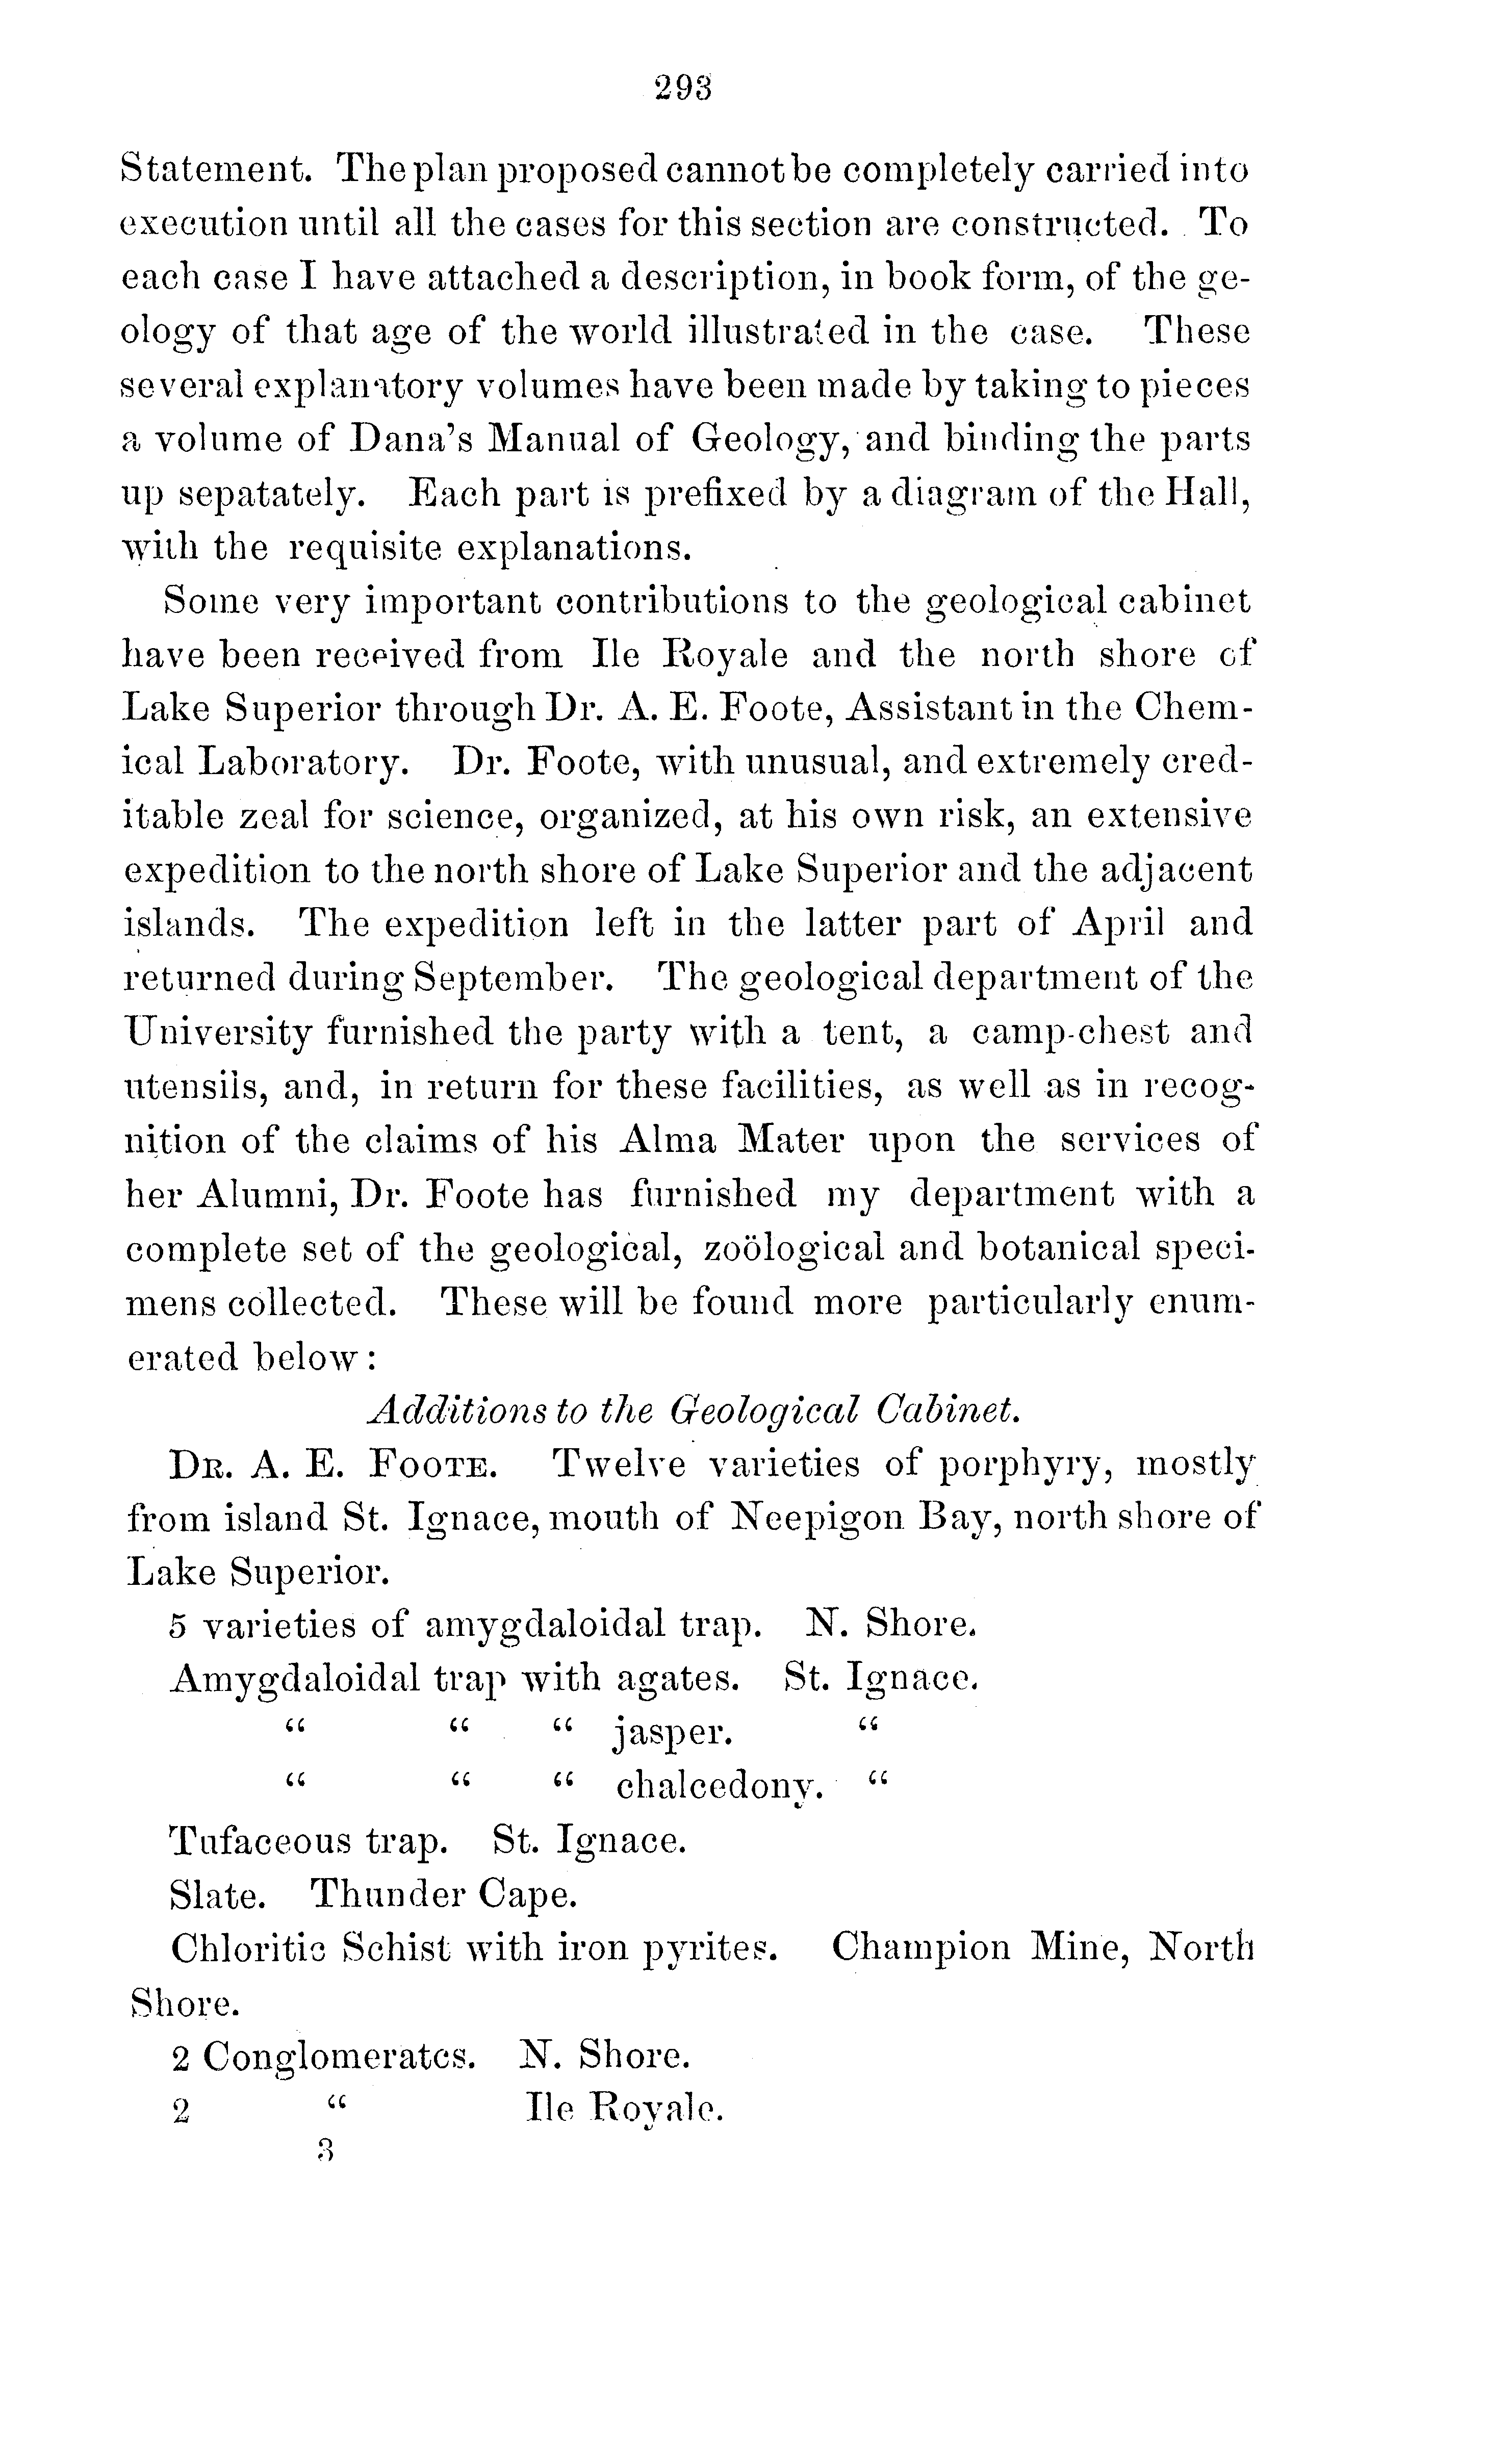 293
Statement. The plan proposed cannot be completely carried into
execution until all the cases for this section are constructed. To
each case I have attached a description, in book form, of the ge-
ology of that age of the world illustrated in the case. These
several explanatory volumes have been made by taking to pieces
a volume of Dana's Manual of Geology, and binding the parts
up sepatately. Each part is prefixed by a diagram of the Hall,
with the requisite explanations.
Some very important contributions to the geological cabinet
have been received from Ile Royale and the north shore of
Lake Superior through Dr. A. E. Foote, Assistant in the Chem-
ical Laboratory. Dr. Foote, with unusual, and extremely cred-
itable zeal for science, organized, at his own risk, an extensive
expedition to the north shore of Lake Superior and the adjacent
islands. The expedition left in the latter part of April and
returned during September. The geological department of the
University furnished the party with a tent, a camp-chest and
utensils, and, in return for these facilities, as well as in recog-
nition of the claims of his Alma Mater upon the services of
her Alumni, Dr. Foote has furnished my department with a
complete set of the geological, zoölogical and botanical speci-
mens collected. These will be found more particularly enum-
erated below:
Additions to the Geological Cabinet.
DR. A. E. FOOTE. Twelve varieties of porphyry, mostly
from island St. Ignace, mouth of Neepigon Bay, north shore of
Lake Superior.
5 varieties of amygdaloidal trap. N. Shore.
Amygdaloidal trap with agates. St. Ignace.
“ “ “ jasper. “
“ “ “ chalcedony. “
Tufaceous trap. St. Ignace.
Slate. Thunder Cape.
Chloritic Schist with iron pyrites. Champion Mine, North
Shore.
2 Conglomerates. N. Shore.
2 “ Ile Royale.
3